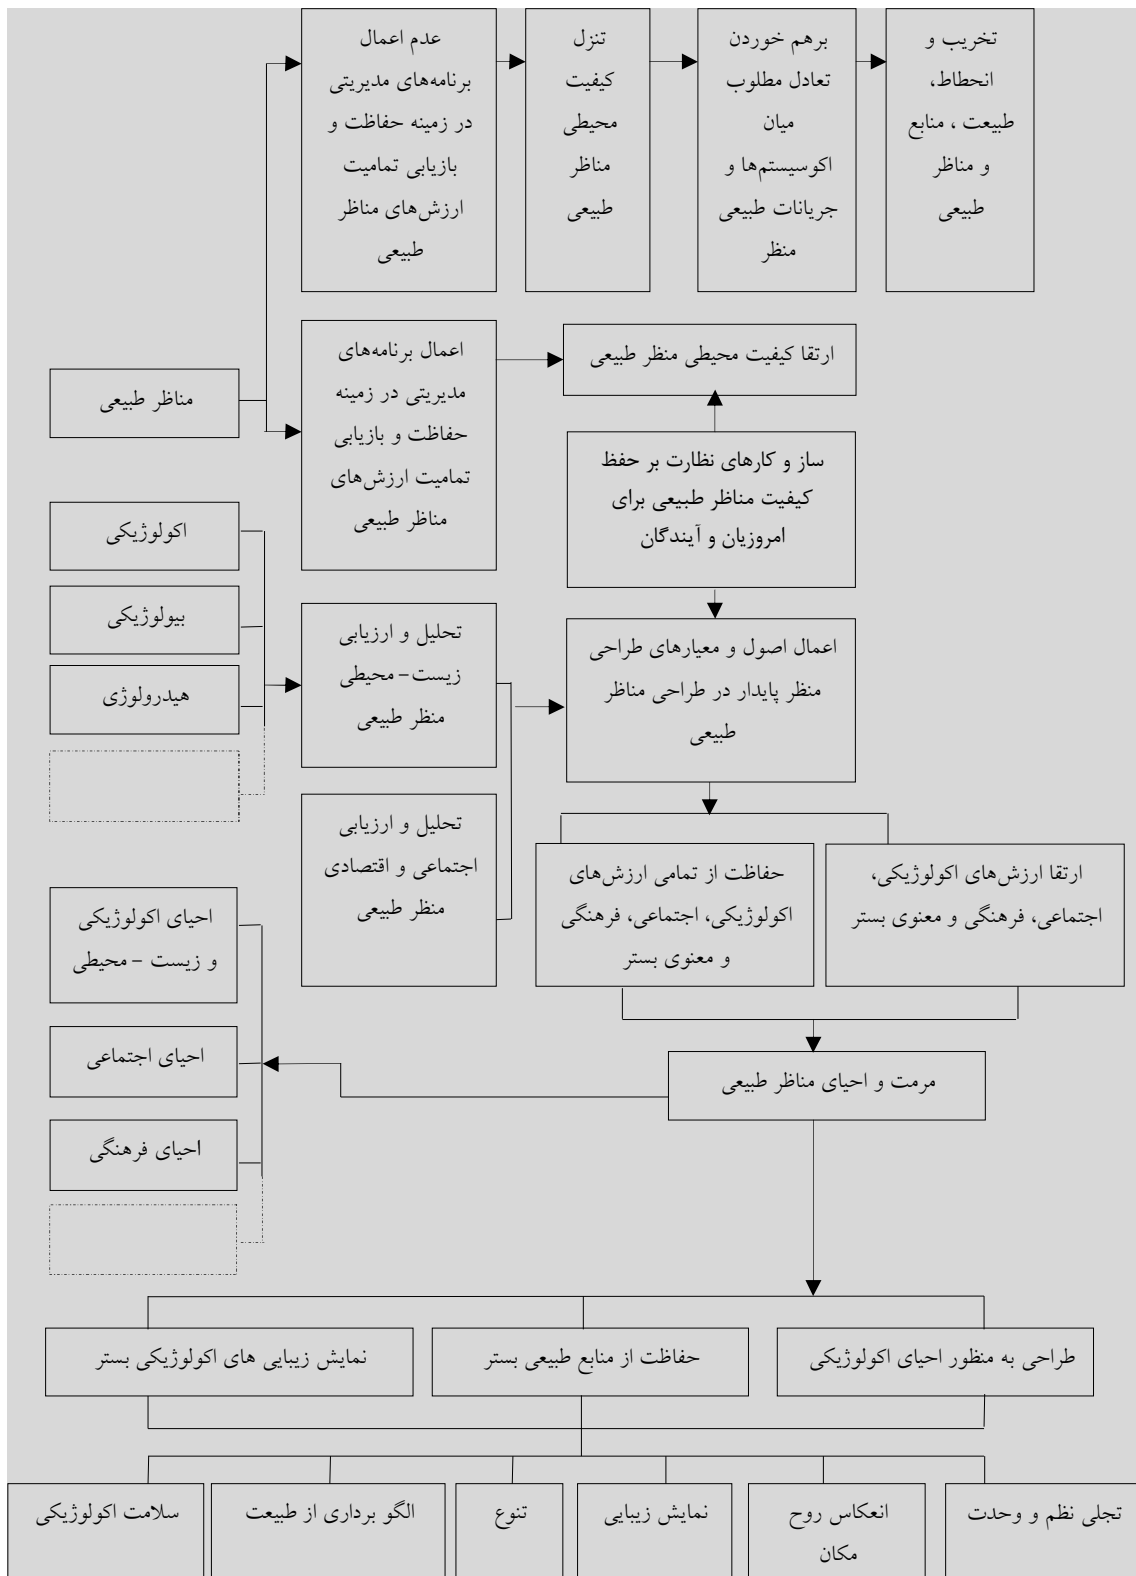 عدم اعمال
برنامه‌های مدیریتی
در زمینه حفاظت و
بازیابی تمامیت
ارزش‌های مناظر
طبیعی
تنزل
کیفیت
محیطی
مناظر
طبیعی
برهم خوردن
تعادل مطلوب
میان
اکوسیستم‌ها و
جریانات طبیعی
منظر
تخریب و
انحطاط،
طبیعت ، منابع
و مناظر
طبیعی
مناظر طبیعی
اعمال برنامه‌های
مدیریتی در زمینه
حفاظت و بازیابی
تمامیت ارزش‌های
مناظر طبیعی
ارتقا کیفیت محیطی منظر طبیعی
ساز و کارهای نظارت بر حفظ
کیفیت مناظر طبیعی برای
امروزیان و آیندگان
اکولوژیکی
بیولوژیکی
هیدرولوژی
تحلیل و ارزیابی
زیست – محیطی
منظر طبیعی
اعمال اصول و معیارهای طراحی
منظر پایدار در طراحی مناظر
طبیعی
تحلیل و ارزیابی
اجتماعی و اقتصادی
منظر طبیعی
ارتقا ارزش‌های اکولوژیکی،
اجتماعی، فرهنگی و معنوی بستر
حفاظت از تمامی ارزش‌های
اکولوژیکی، اجتماعی، فرهنگی
و معنوی بستر
مرمت و احیای مناظر طبیعی
احیای اکولوژیکی
و زیست – محیطی
احیای اجتماعی
احیای فرهنگی
طراحی به منظور احیای اکولوژیکی
حفاظت از منابع طبیعی بستر
نمایش زیبایی های اکولوژیکی بستر
تجلی نظم و وحدت
انعکاس روح
مکان
نمایش زیبایی
تنوع
الگو برداری از طبیعت
سلامت اکولوژیکی